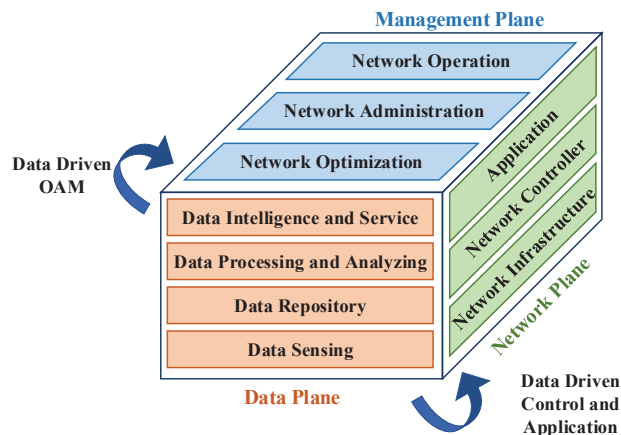 Management Plane
Network Operation
Network Administration
Network Optimization
Data Driven
OAM
Application
Network Controller
Network Infrastructure
Network Plane
Data Intelligence and Service
Data Processing and Analyzing
Data Repository
Data Sensing
Data Plane
Data Driven
Control and
Application